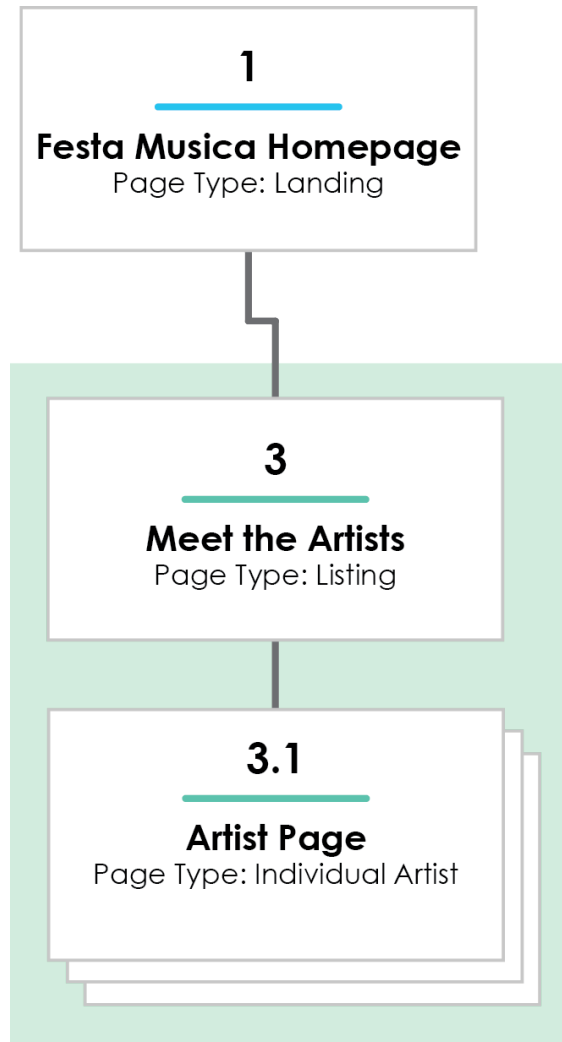 1
Festa Musica Homepage
Page Type: Landing
3
Meet the Artists
Page Type: Listing
3.1
Artist Page
Page Type: Individual Artist